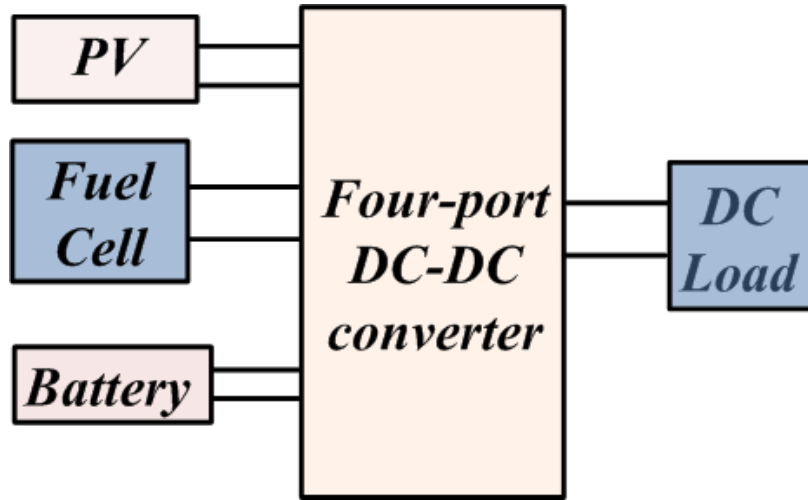 PV
Fuel
Cell
Battery
Four-port
DC-DC
converter
DC
Load